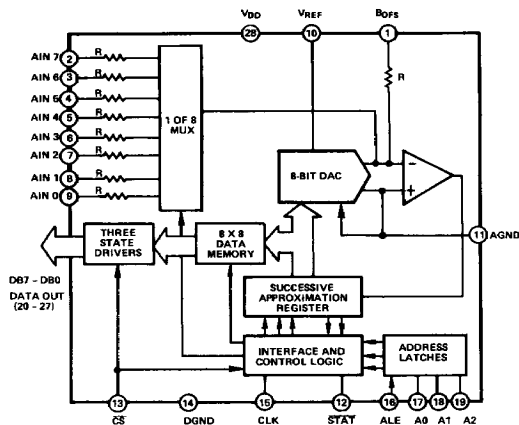 VDD VREF BOFS
28 10 1
AIN 7 2 R
AIN 6 3 R
AIN 5 4 R
AIN 4 5 R
AIN 3 6 R
AIN 2 7 R
AIN 1 8 R
AIN 0 9 R
1 OF 8
MUX
R
8-BIT DAC
−
+
AGND
11
THREE
STATE
DRIVERS
8 X 8
DATA
MEMORY
DB7 – DB0
DATA OUT
(20 – 27)
SUCCESSIVE
APPROXIMATION
REGISTER
INTERFACE AND
CONTROL LOGIC
ADDRESS
LATCHES
13 14 15 12 16 17 18 19
CS DGND CLK STAT ALE A0 A1 A2